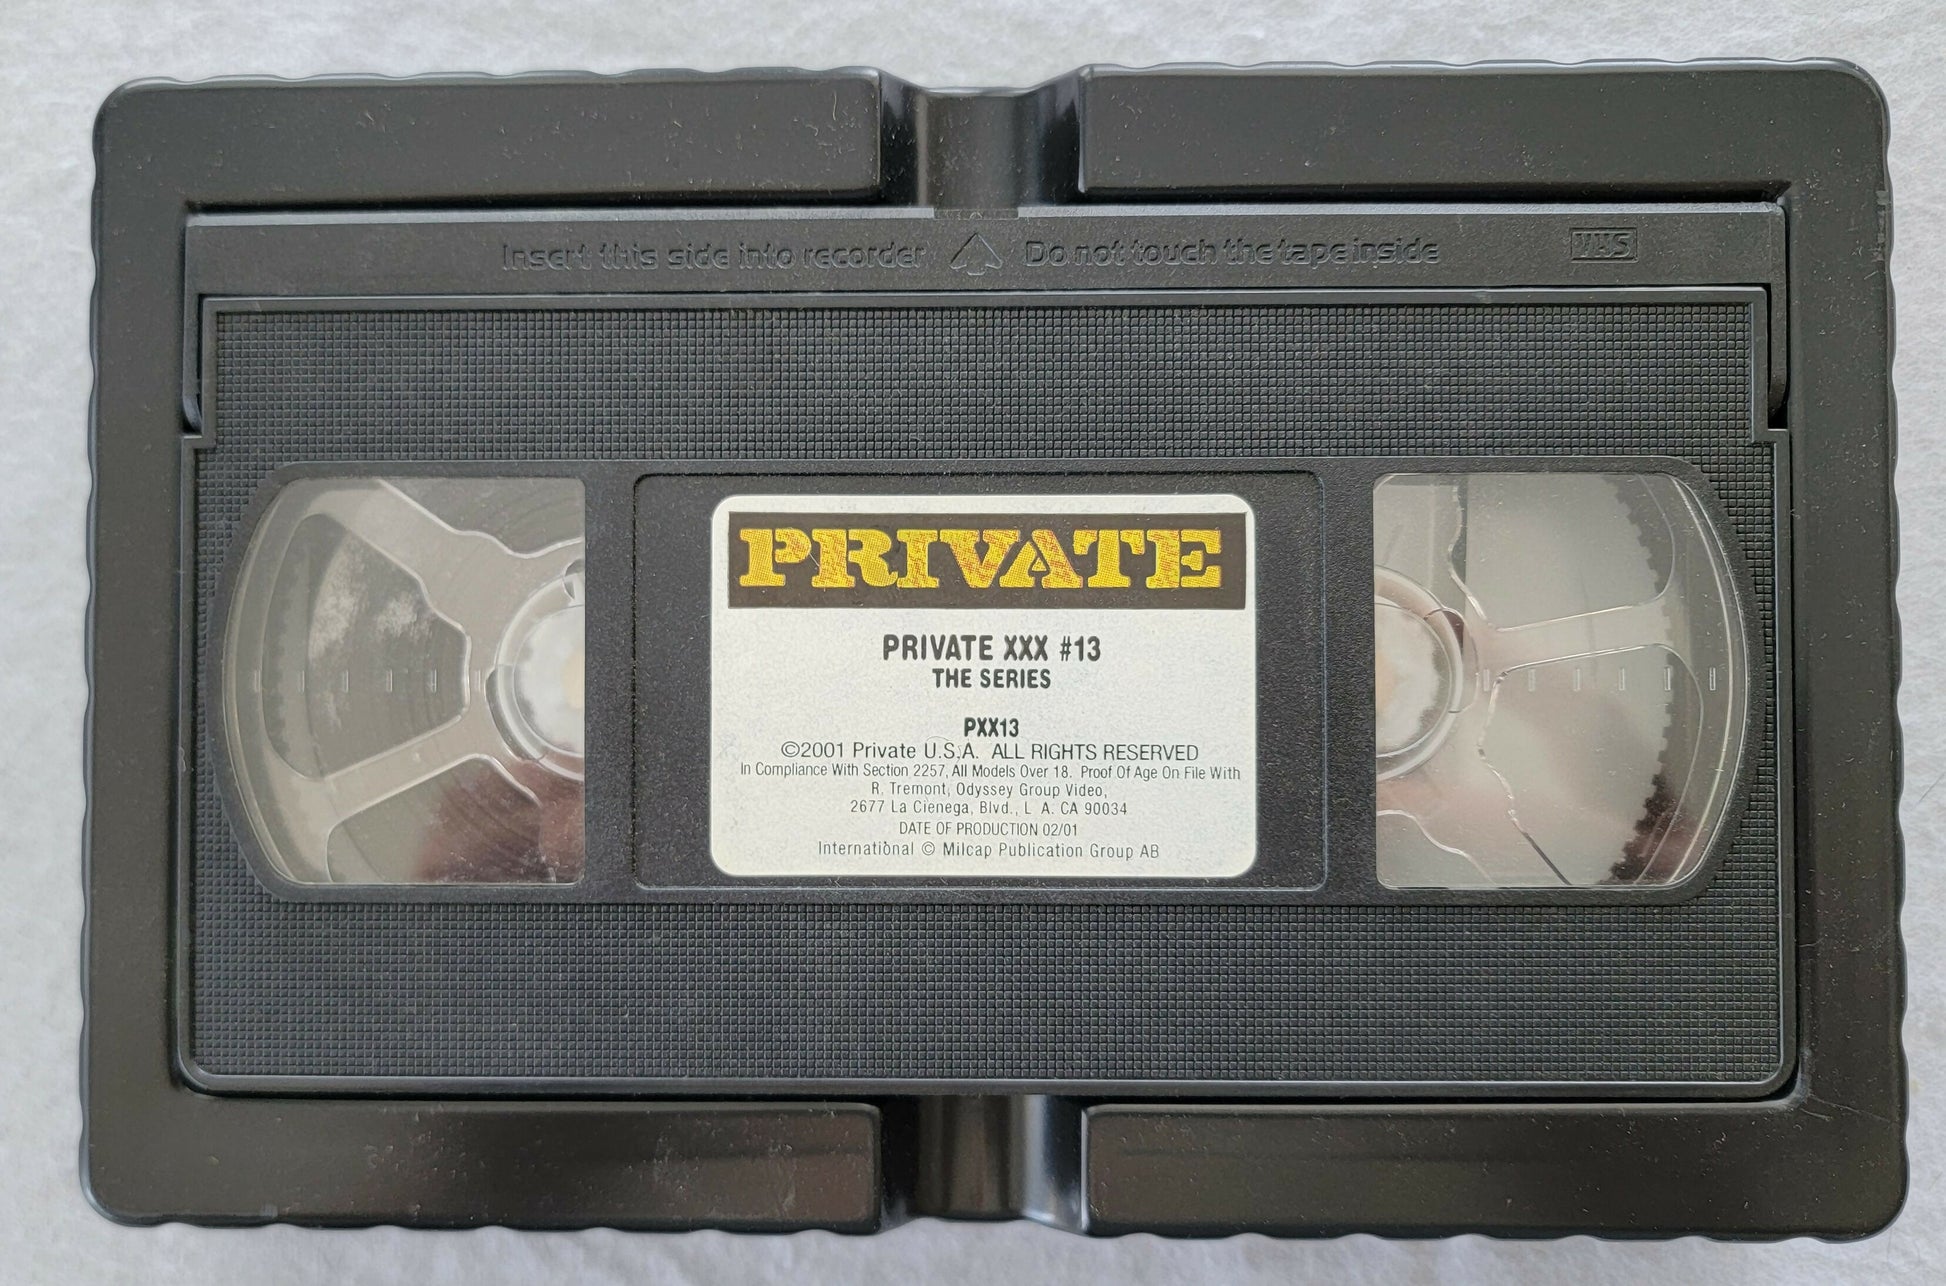 Insert this side into recorder Do not touch the tape inside VHS
PRIVATE
PRIVATE XXX #13
THE SERIES
PXX13
©2001 Private U.S.A. ALL RIGHTS RESERVED
In Compliance With Section 2257, All Models Over 18. Proof Of Age On File With
R. Tremont, Odyssey Group Video,
2677 La Cienega, Blvd., L A. CA 90034
DATE OF PRODUCTION 02/01
International © Milcap Publication Group AB